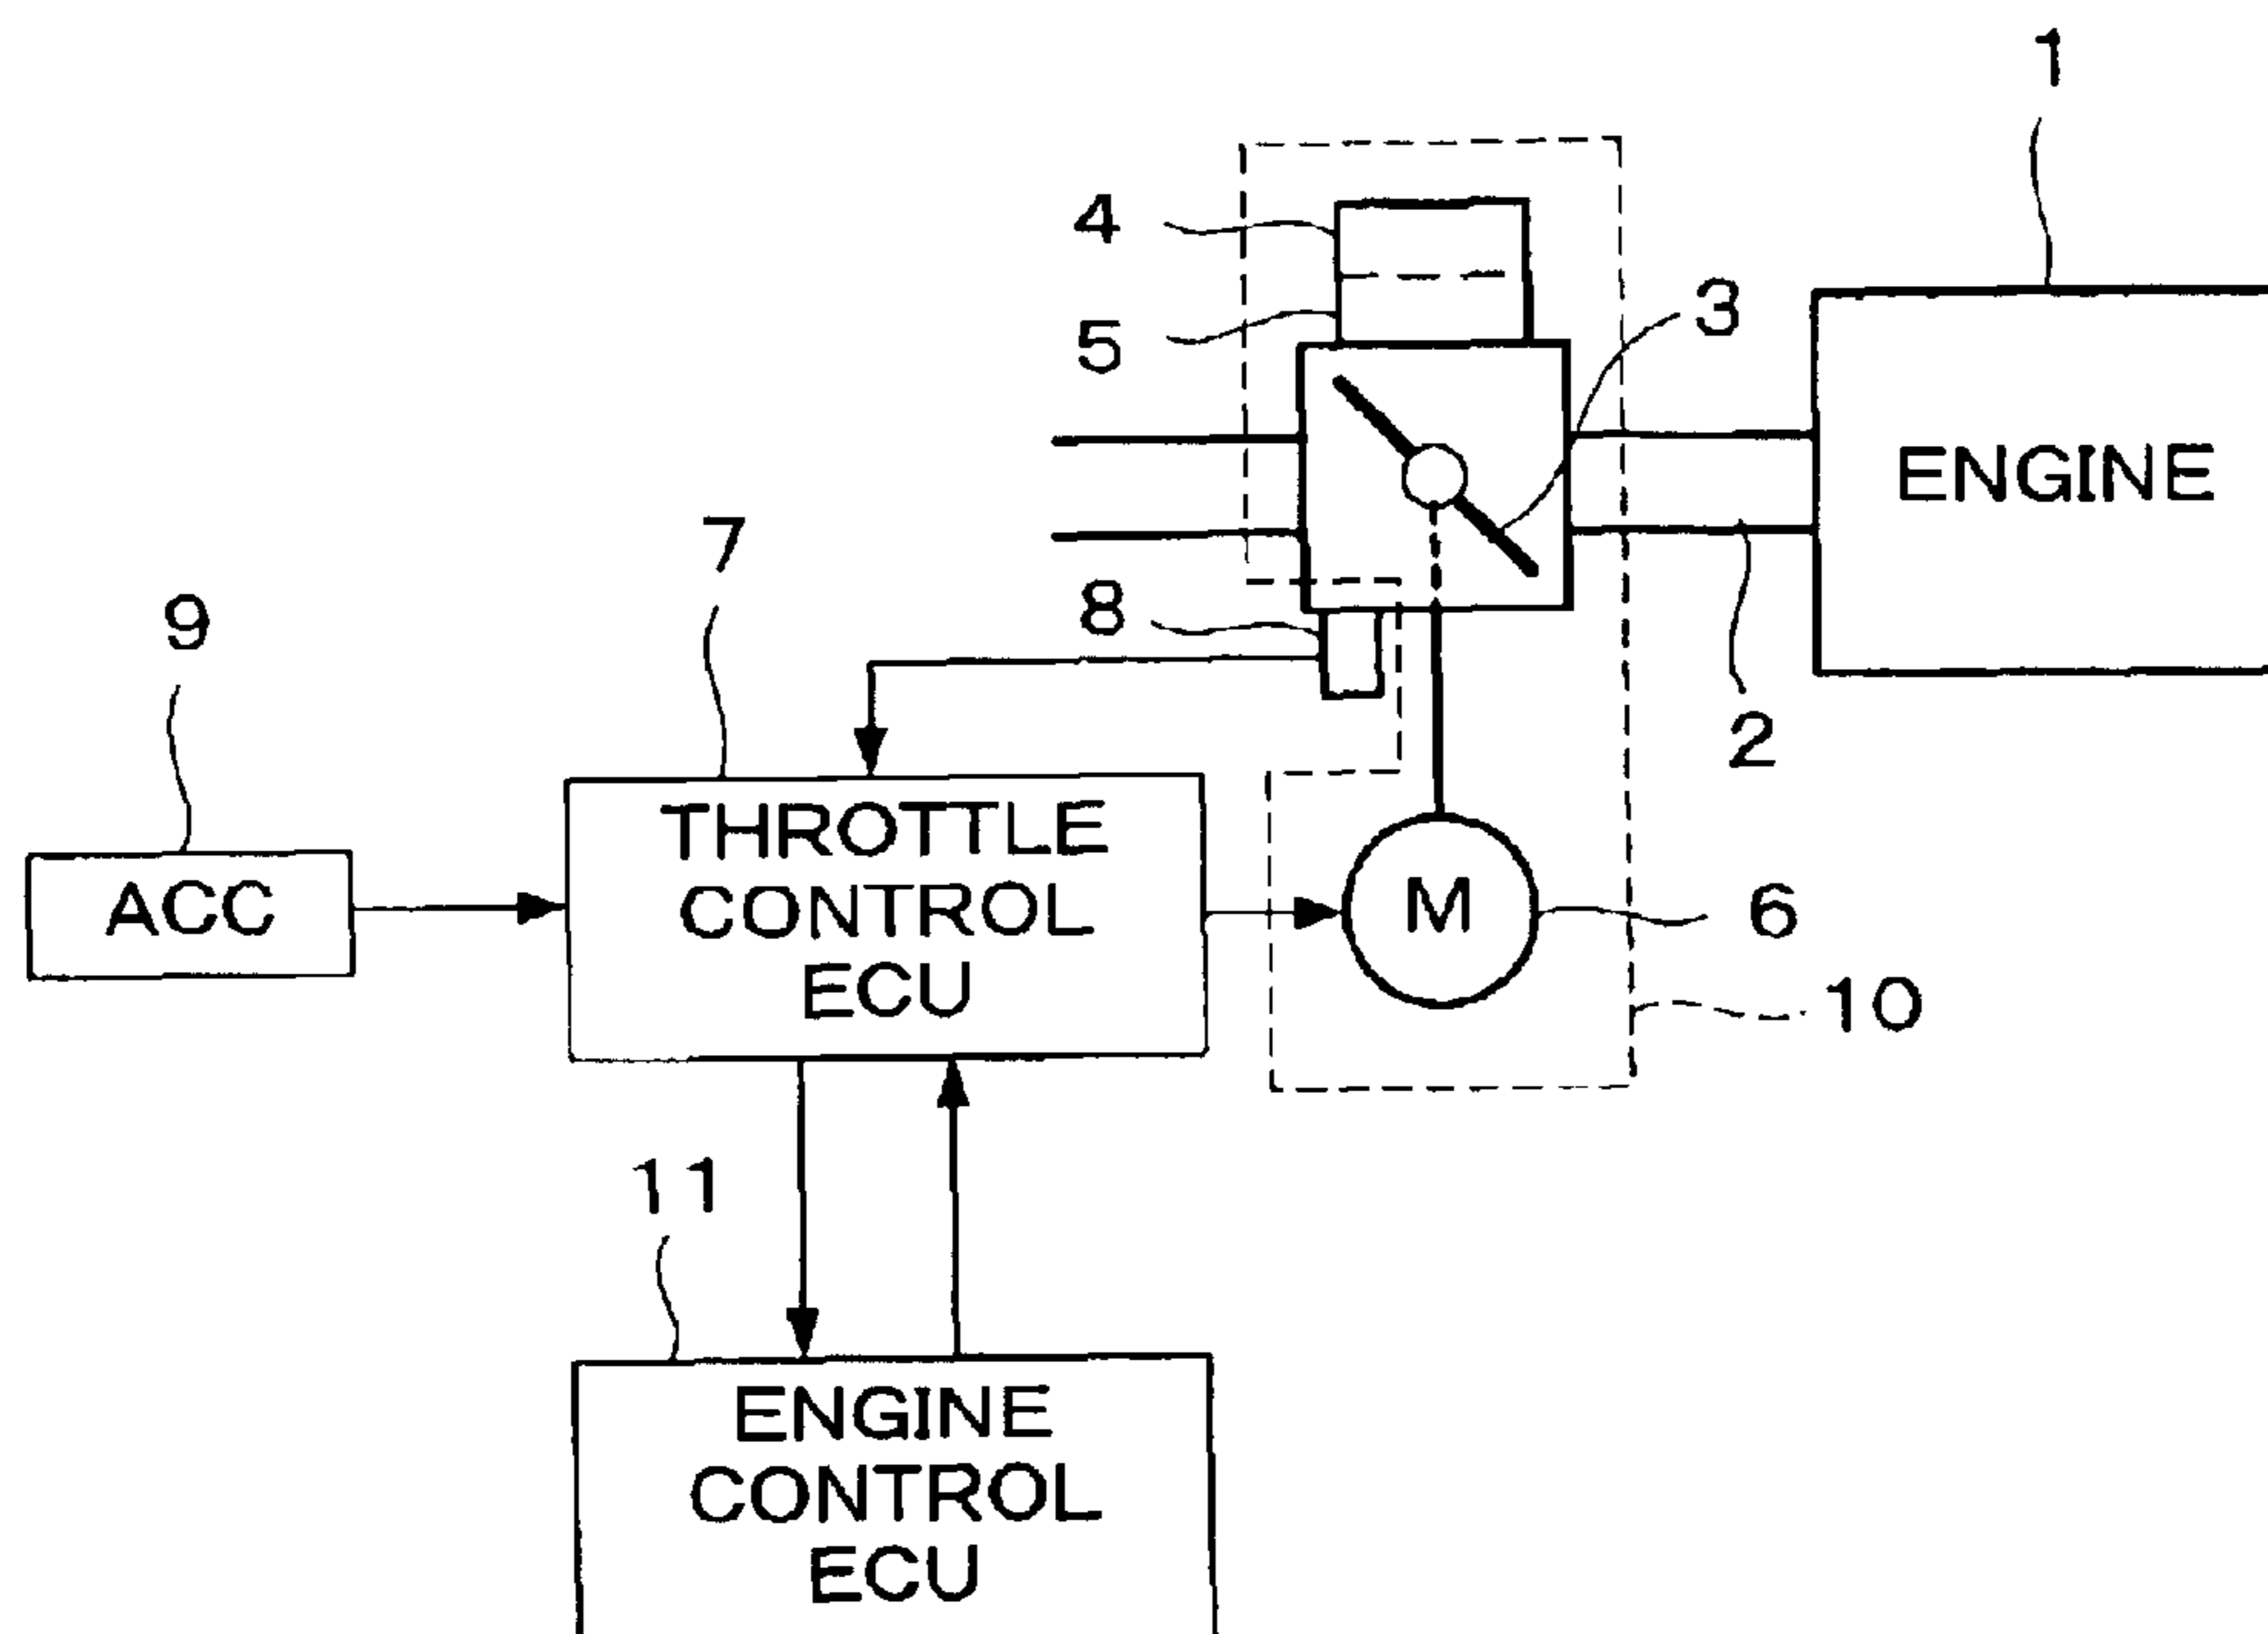 1
4
3
5
ENGINE
7
8
9
2
THROTTLE
CONTROL
ECU
ACC
M
6
10
11
ENGINE
CONTROL
ECU